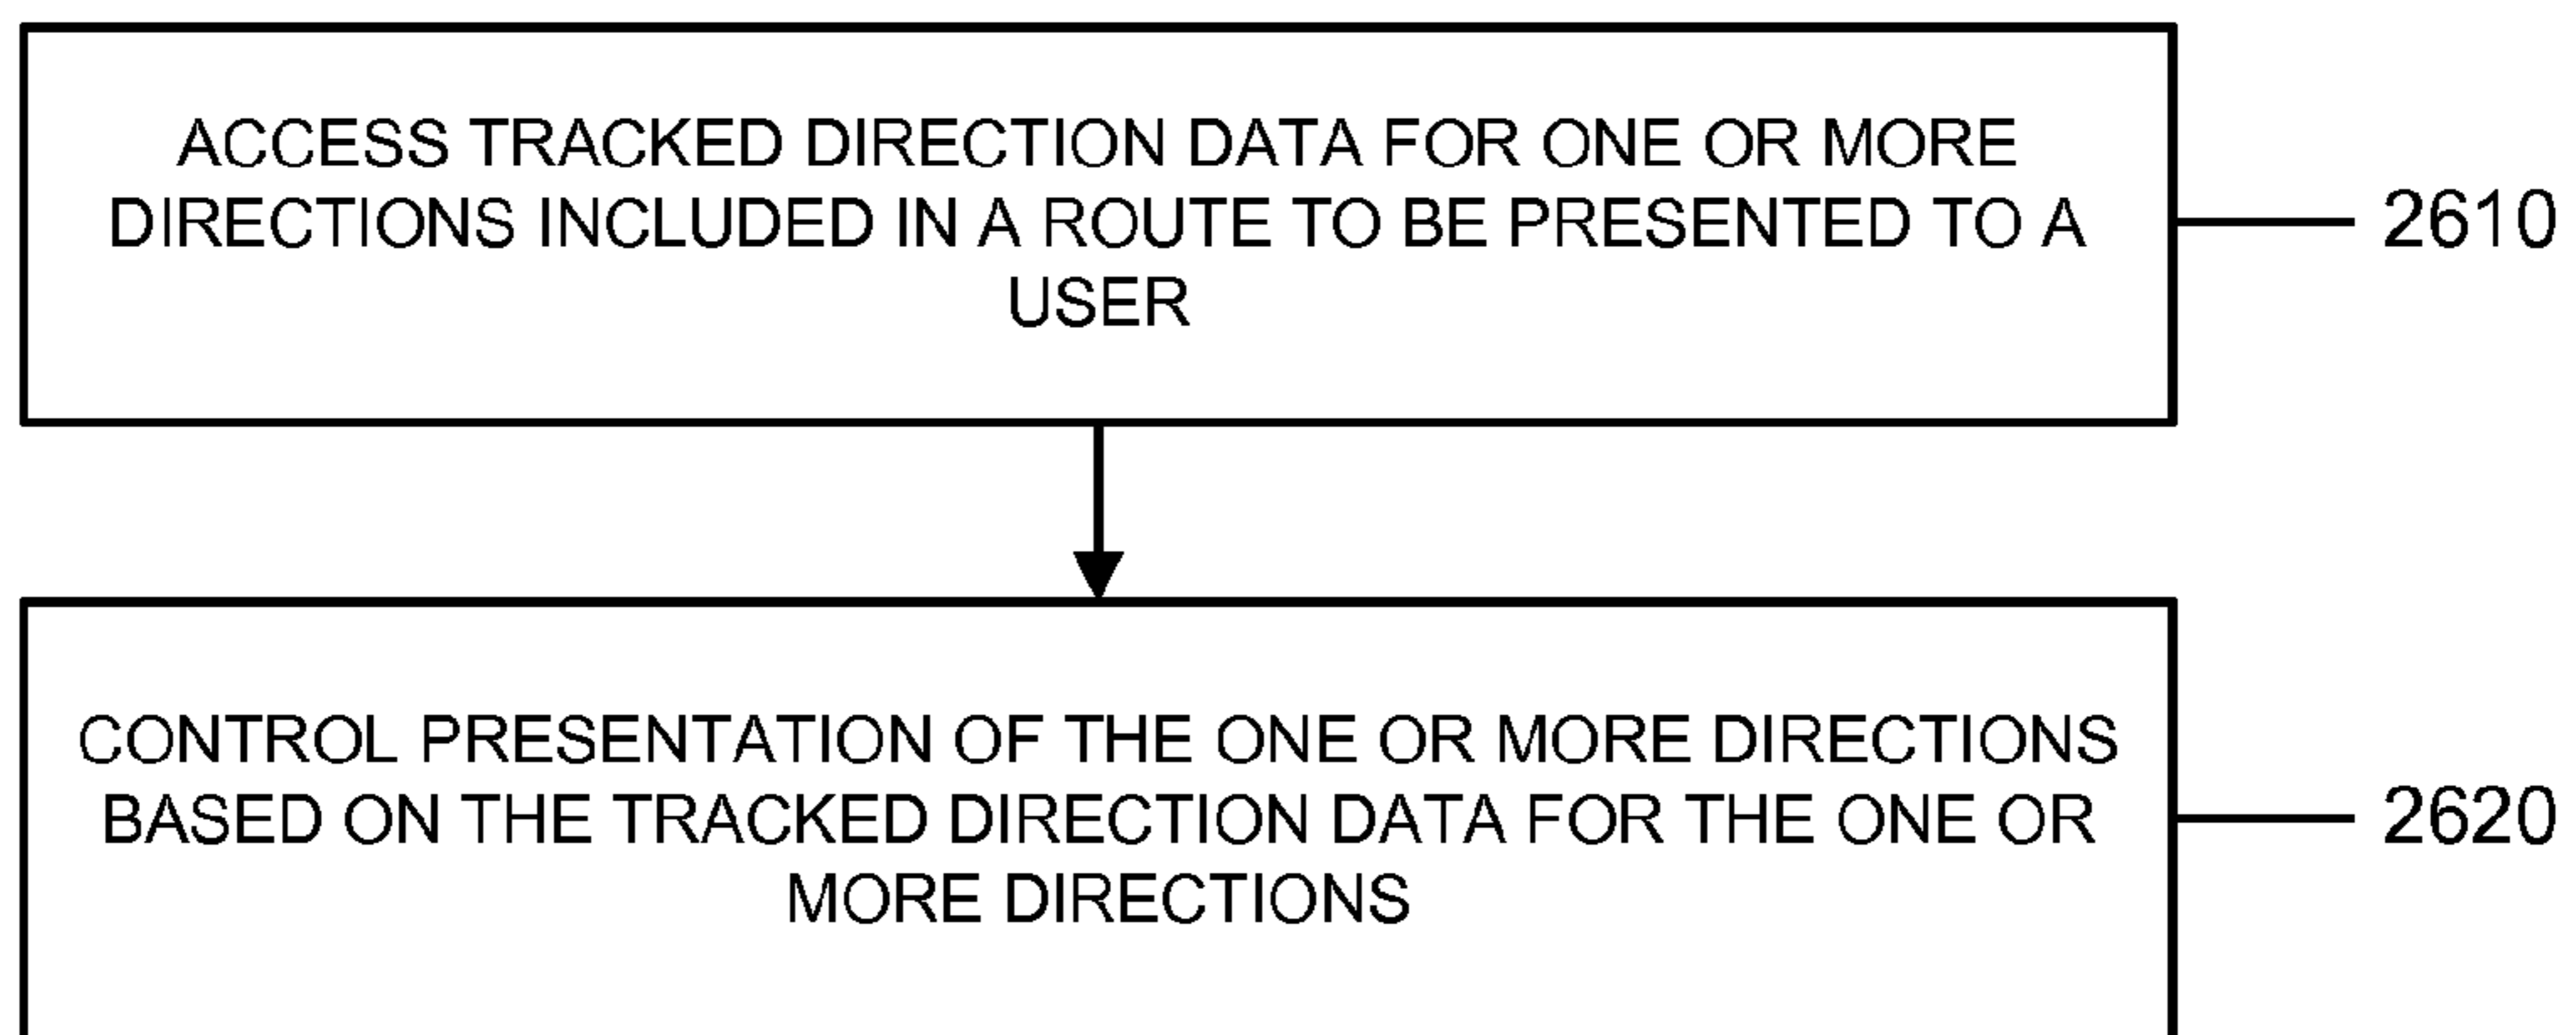 ACCESS TRACKED DIRECTION DATA FOR ONE OR MORE
DIRECTIONS INCLUDED IN A ROUTE TO BE PRESENTED TO A
USER
2610
CONTROL PRESENTATION OF THE ONE OR MORE DIRECTIONS
BASED ON THE TRACKED DIRECTION DATA FOR THE ONE OR
MORE DIRECTIONS
2620